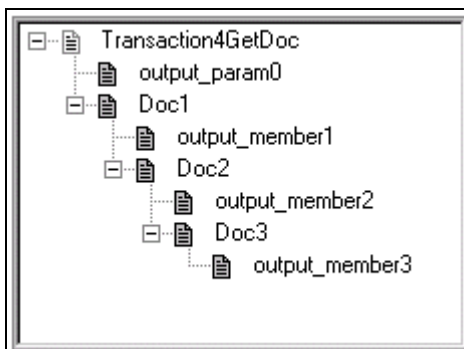 Transaction4GetDoc
output_param0
Doc1
output_member1
Doc2
output_member2
Doc3
output_member3